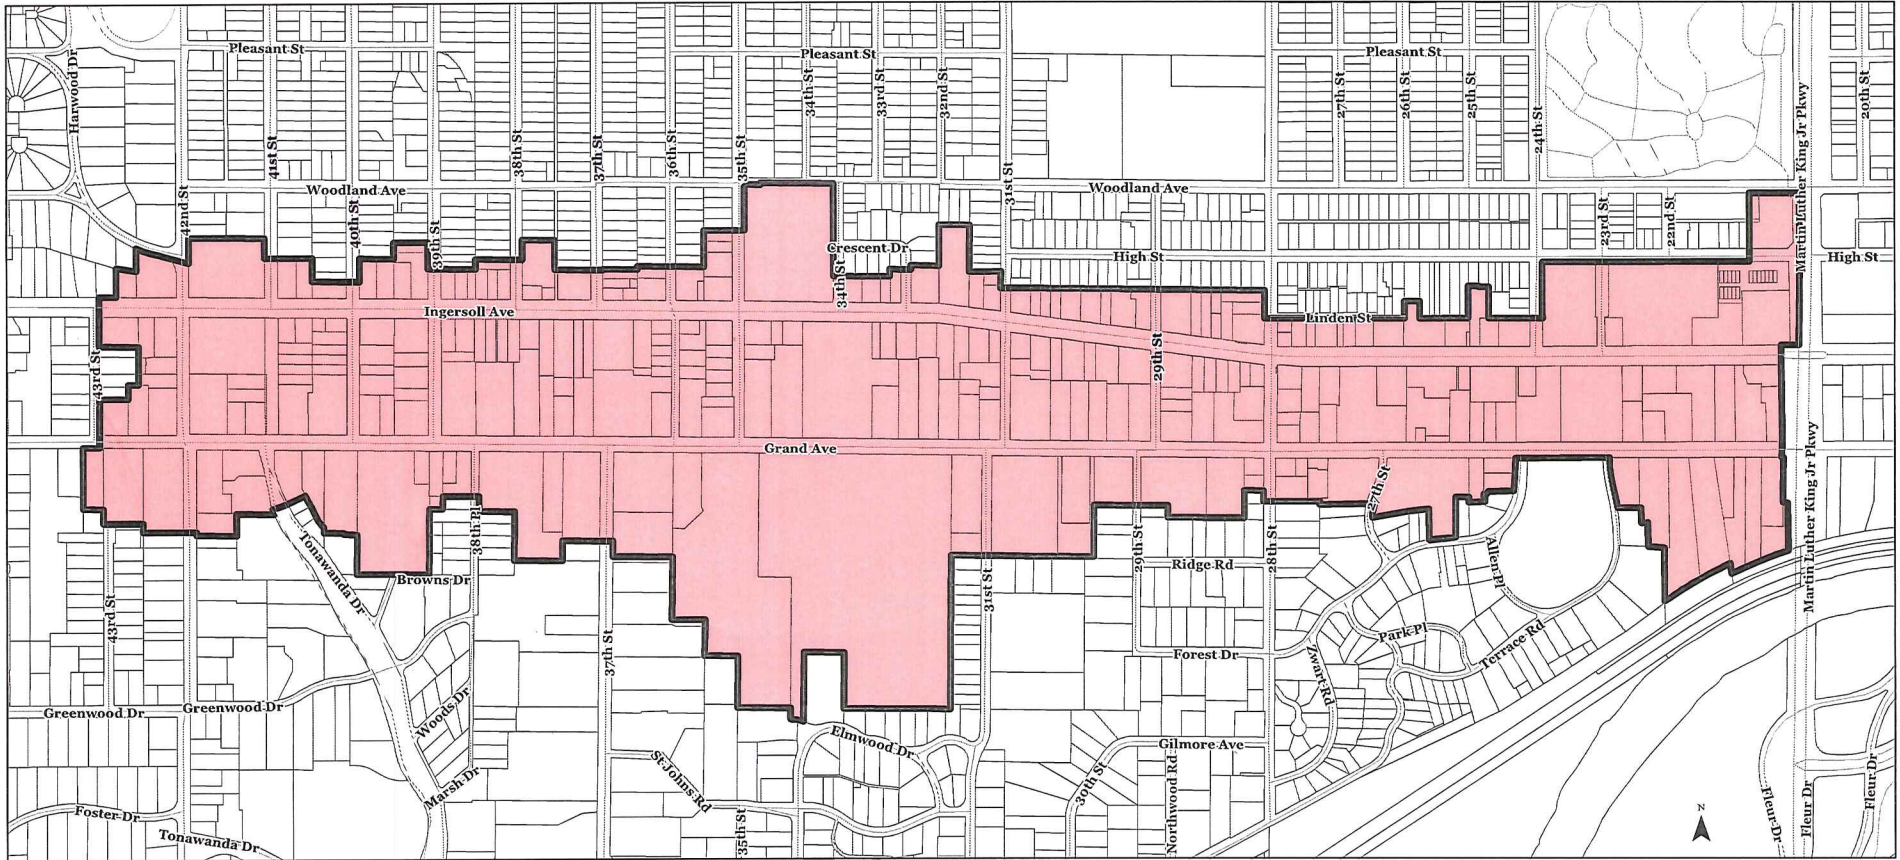 Pleasant St
Pleasant St
Pleasant St
Harwood Dr
41st St
38th St
37th St
36th St
35th St
34th St
33rd St
32nd St
31st St
27th St
26th St
25th St
24th St
Martin Luther King Jr Pkwy
20th St
42nd St
Woodland Ave
Woodland Ave
40th St
39th St
Crescent Dr
34th St
High St
High St
23rd St
22nd St
Ingersoll Ave
Linden St
29th St
43rd St
Grand Ave
27th St
Martin Luther King Jr Pkwy
38th Pl
Tonawanda Dr
Browns Dr
43rd St
37th St
31st St
29th St
28th St
Ridge Rd
Allen Pl
Park Pl
Terrace Rd
Forest Dr
Zwart Rd
Greenwood Dr
Greenwood Dr
Woods Dr
Marsh Dr
Elmwood Dr
St Johns Rd
35th St
30th St
Gilmore Ave
Northwood Rd
Foster Dr
Tonawanda Dr
Fleur Dr
Fleur Dr
Fleur Dr
N